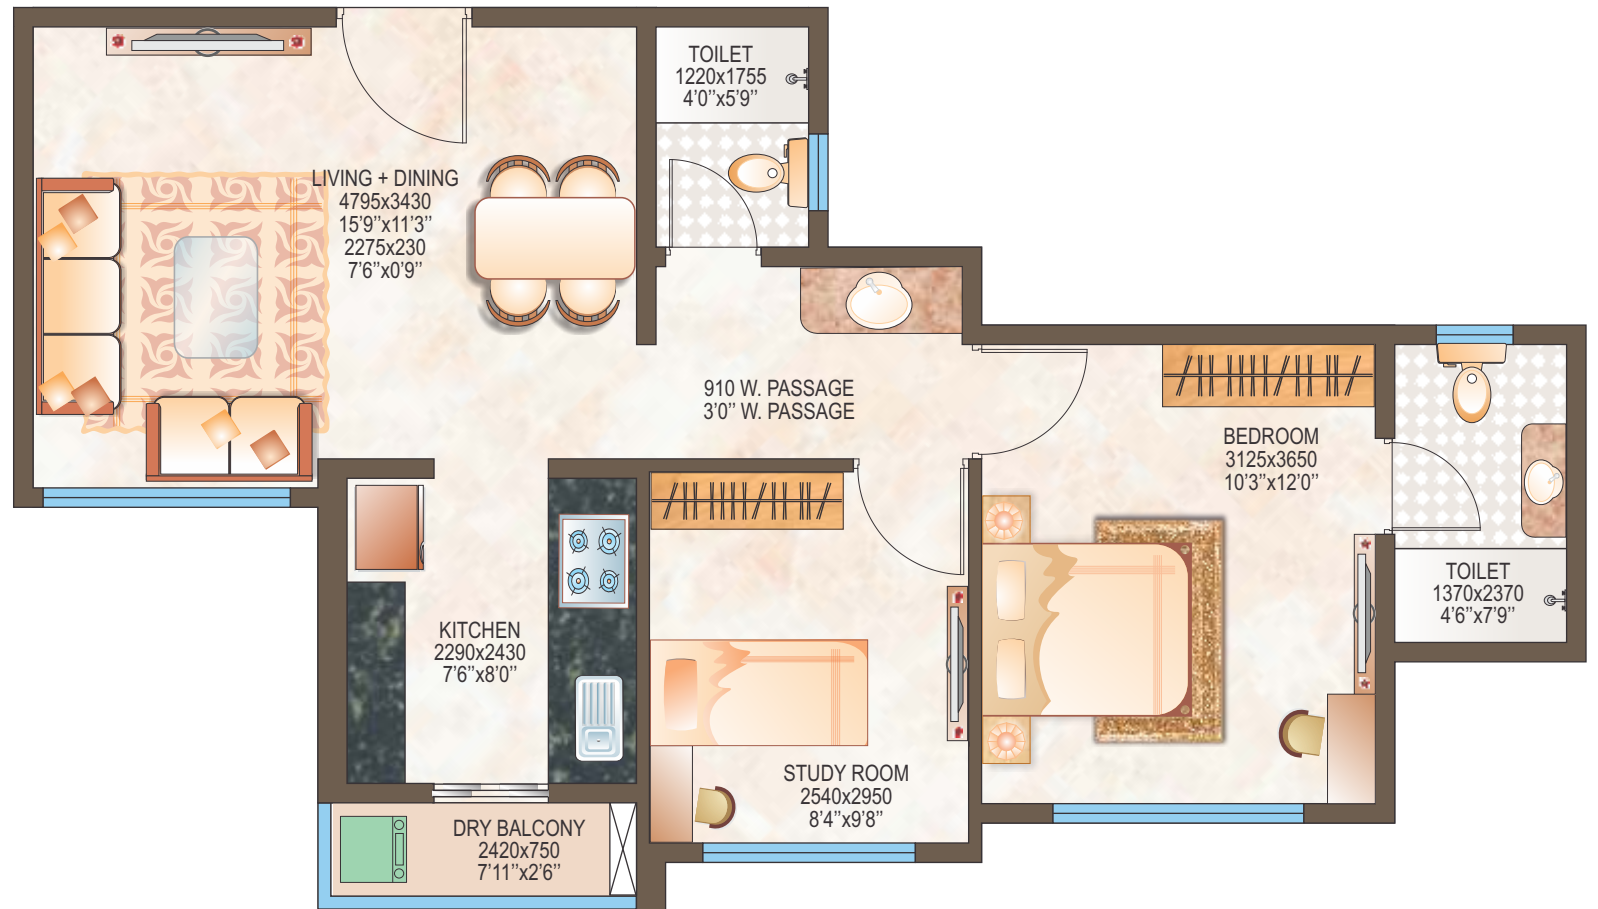 TOILET
1220x1755
4’0’’x5’9’’
LIVING + DINING
4795x3430
15’9’’x11’3’’
2275x230
7’6’’x0’9’’
910 W. PASSAGE
3’0’’ W. PASSAGE
BEDROOM
3125x3650
10’3’’x12’0’’
TOILET
1370x2370
4’6’’x7’9’’
KITCHEN
2290x2430
7’6’’x8’0’’
STUDY ROOM
2540x2950
8’4’’x9’8’’
DRY BALCONY
2420x750
7’11’’x2’6’’